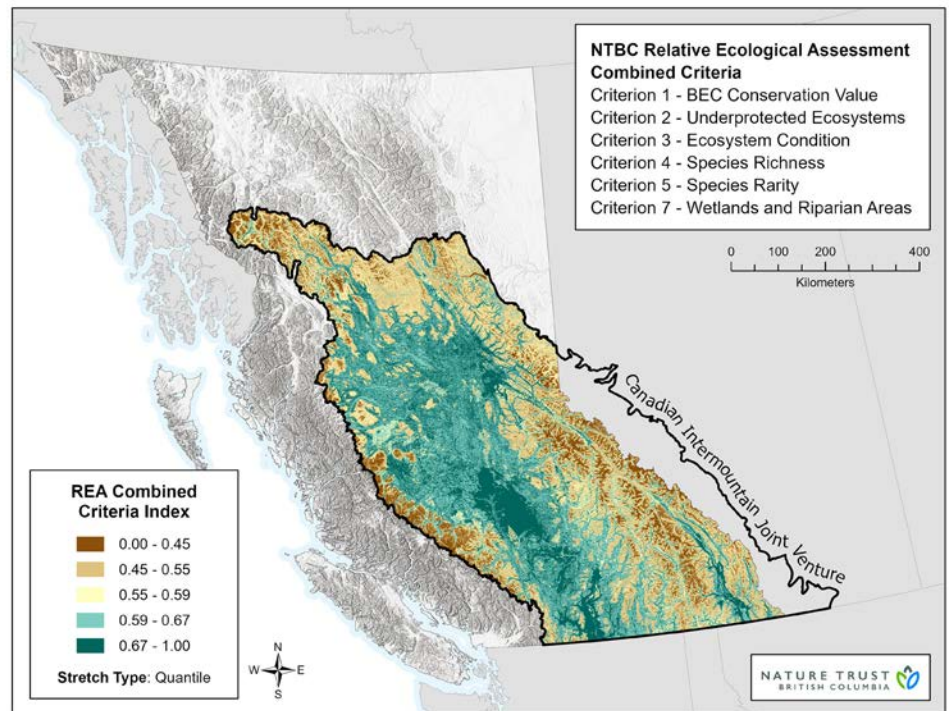 NTBC Relative Ecological Assessment
Combined Criteria
Criterion 1 - BEC Conservation Value
Criterion 2 - Underprotected Ecosystems
Criterion 3 - Ecosystem Condition
Criterion 4 - Species Richness
Criterion 5 - Species Rarity
Criterion 7 - Wetlands and Riparian Areas
0 100 200 400
Kilometers
Canadian Intermountain Joint Venture
REA Combined
Criteria Index
0.00 - 0.45
0.45 - 0.55
0.55 - 0.59
0.59 - 0.67
0.67 - 1.00
Stretch Type: Quantile
N
W E
S
NATURE TRUST
BRITISH COLUMBIA